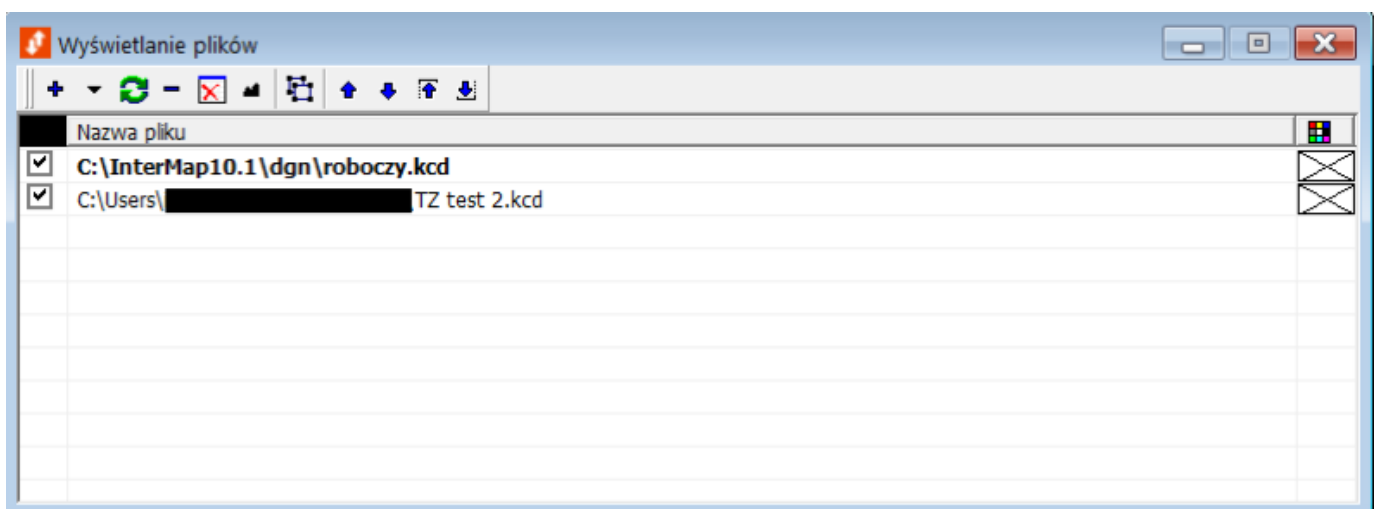 Wyświetlanie plików
Nazwa pliku
C:\InterMap10.1\dgn\roboczy.kcd
C:\Users\ TZ test 2.kcd